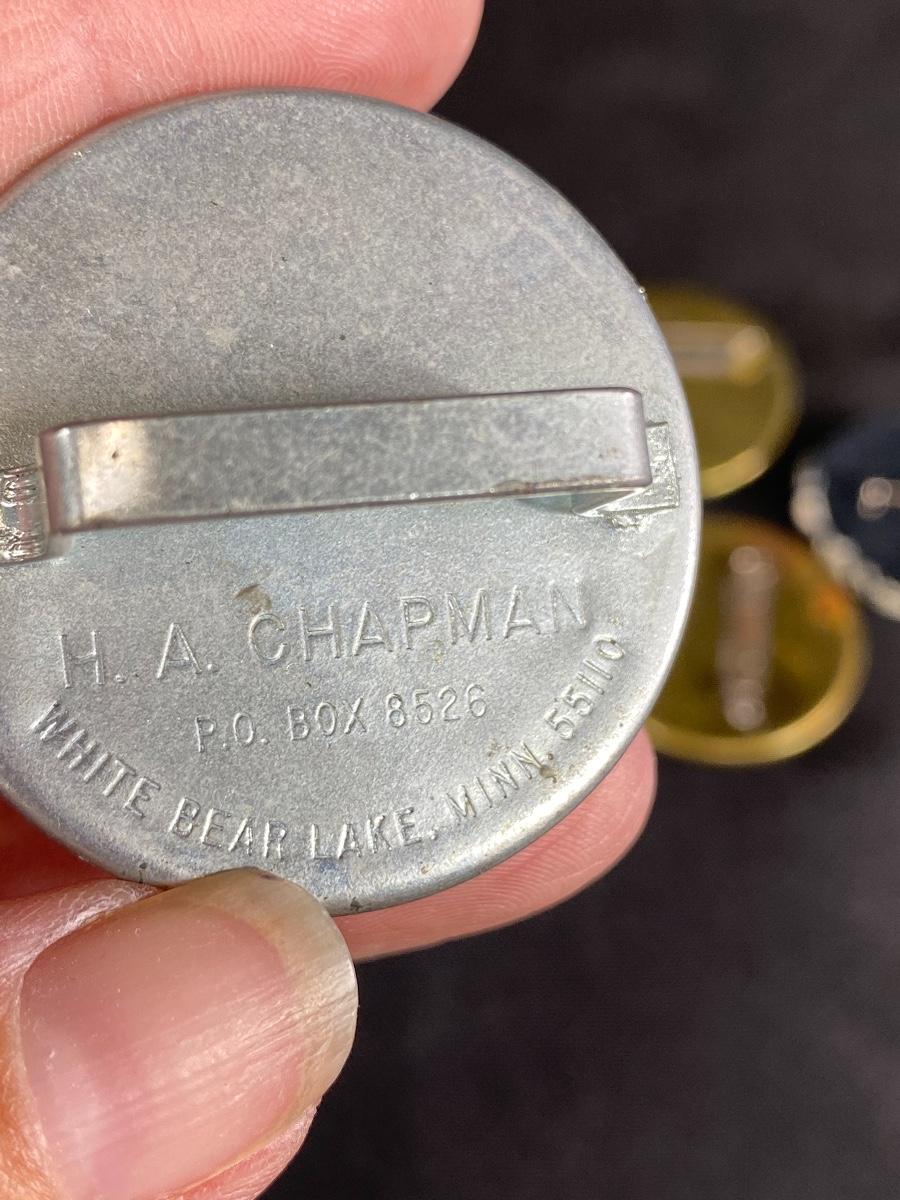 H. A. CHAPMAN
P.O. BOX 8526
WHITE BEAR LAKE, MINN. 55110